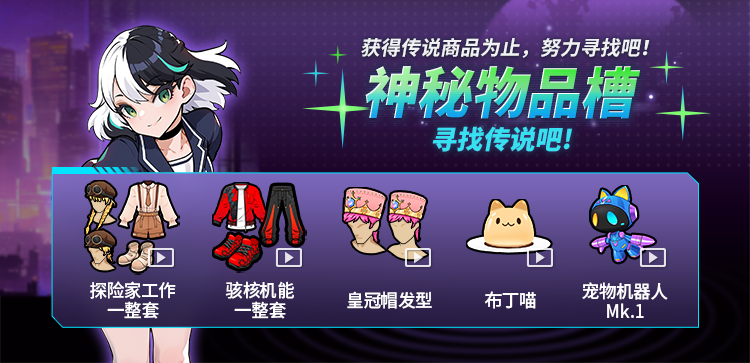 获得传说商品为止，努力寻找吧！
神秘物品槽
寻找传说吧！
探险家工作
一整套
骇核机能
一整套
皇冠帽发型
布丁喵
宠物机器人
Mk.1